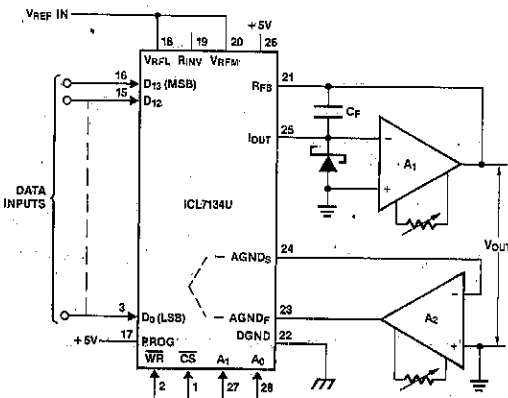 VREF IN
+5V
18 19 20 26
VRFL RINV VRFM
16 D13 (MSB)
15 D12
RFB 21
CF
IOUT 25
A1
DATA
INPUTS
ICL7134U
VOUT
AGNDS 24
3 D0 (LSB)
AGNDF 23
A2
+5V 17 PROG
DGND 22
WR CS A1 A0
2 1 27 28